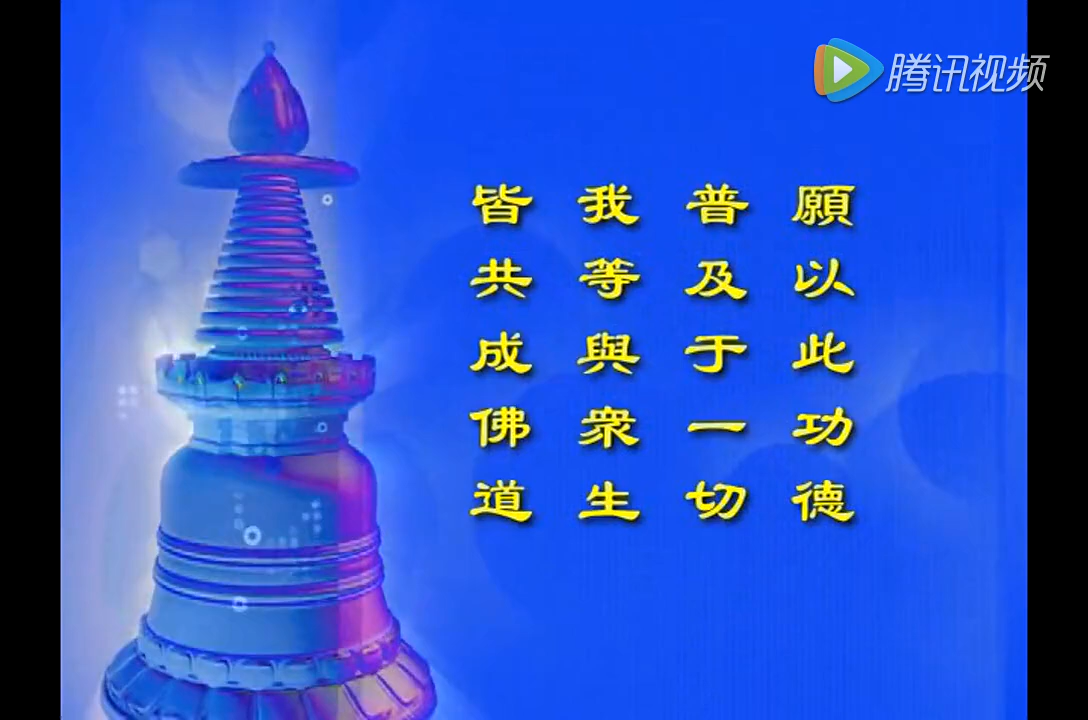 腾讯视频
願以此功德
普及于一切
我等與衆生
皆共成佛道